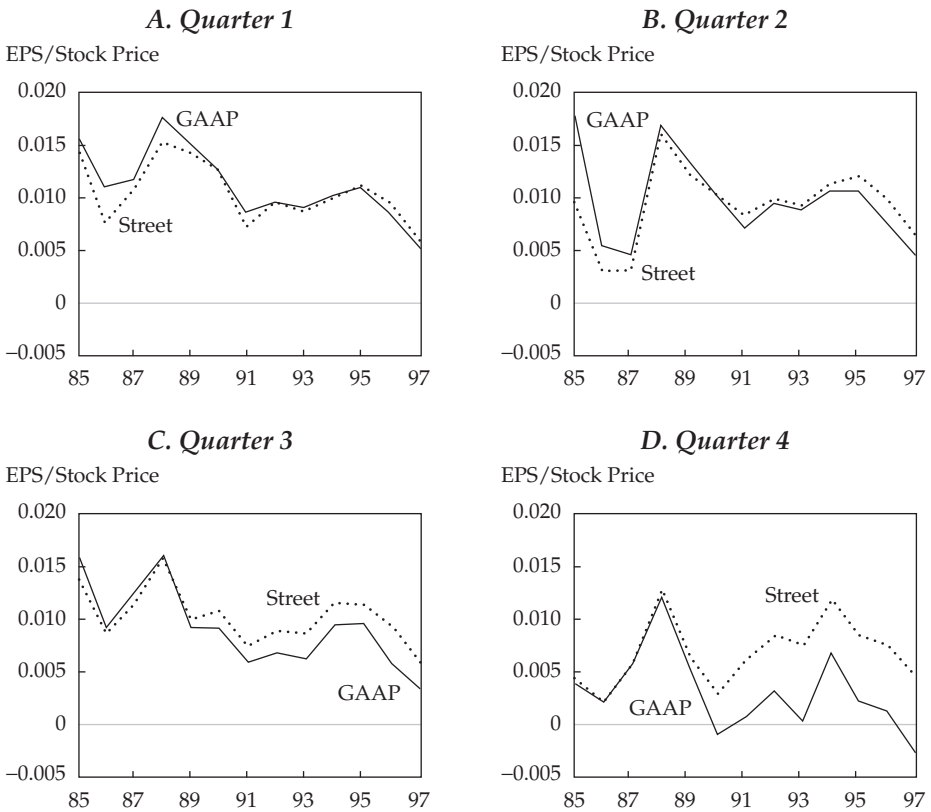 A. Quarter 1
EPS/Stock Price
0.020
0.015
0.010
0.005
0
–0.005
GAAP
Street
85 87 89 91 93 95 97
B. Quarter 2
EPS/Stock Price
0.020
0.015
0.010
0.005
0
–0.005
GAAP
Street
85 87 89 91 93 95 97
C. Quarter 3
EPS/Stock Price
0.020
0.015
0.010
0.005
0
–0.005
Street
GAAP
85 87 89 91 93 95 97
D. Quarter 4
EPS/Stock Price
0.020
0.015
0.010
0.005
0
–0.005
Street
GAAP
85 87 89 91 93 95 97